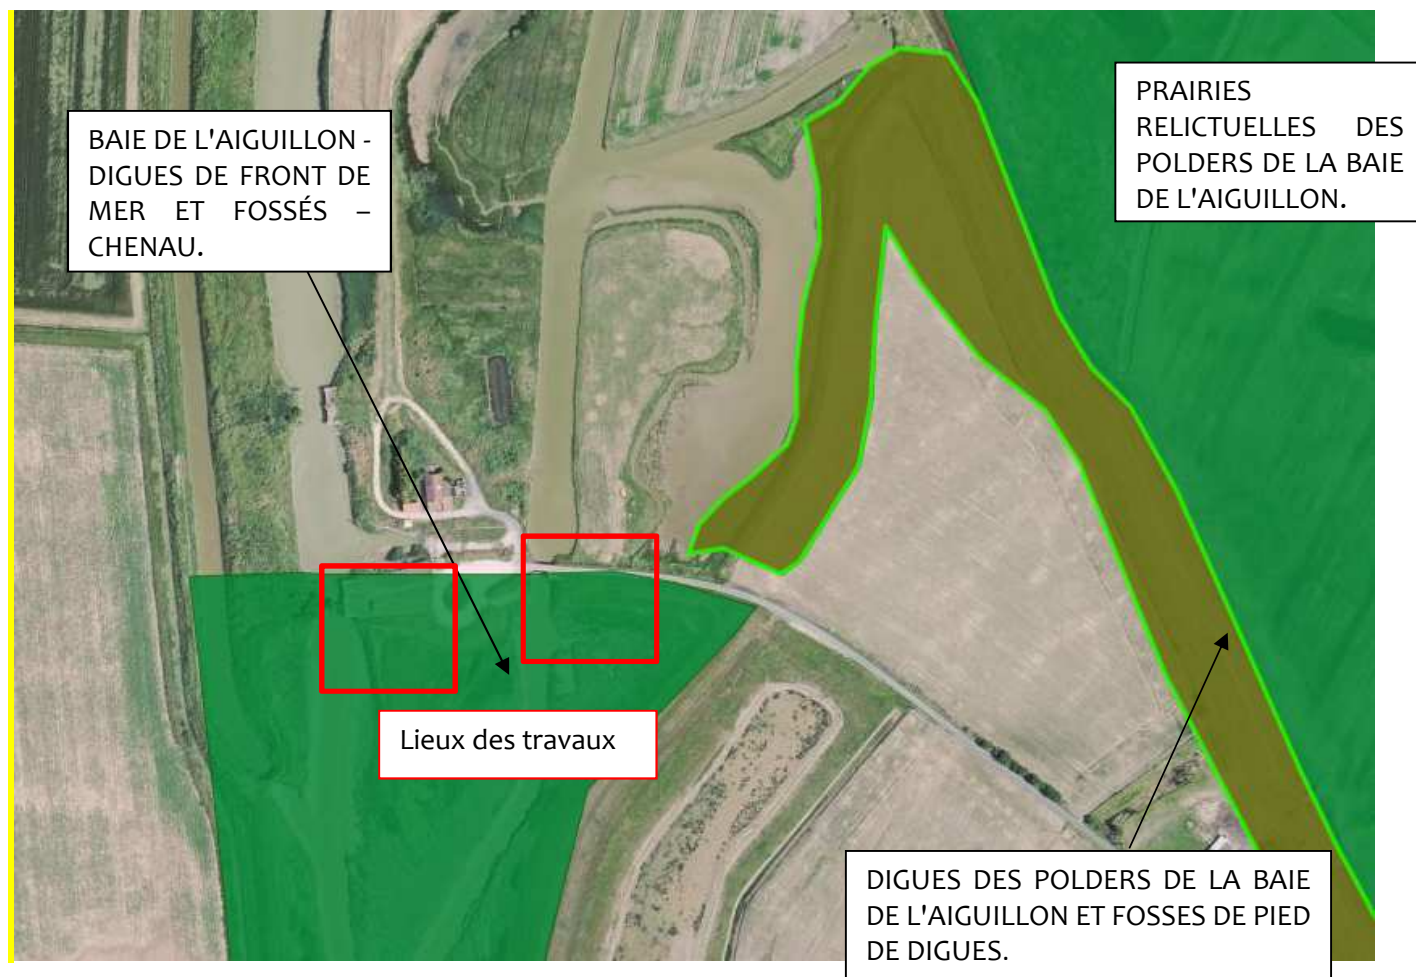 BAIE DE L'AIGUILLON -
DIGUES DE FRONT DE
MER ET FOSSÉS –
CHENAU.
PRAIRIES
RELICTUELLES DES
POLDERS DE LA BAIE
DE L'AIGUILLON.
Lieux des travaux
DIGUES DES POLDERS DE LA BAIE
DE L'AIGUILLON ET FOSSES DE PIED
DE DIGUES.